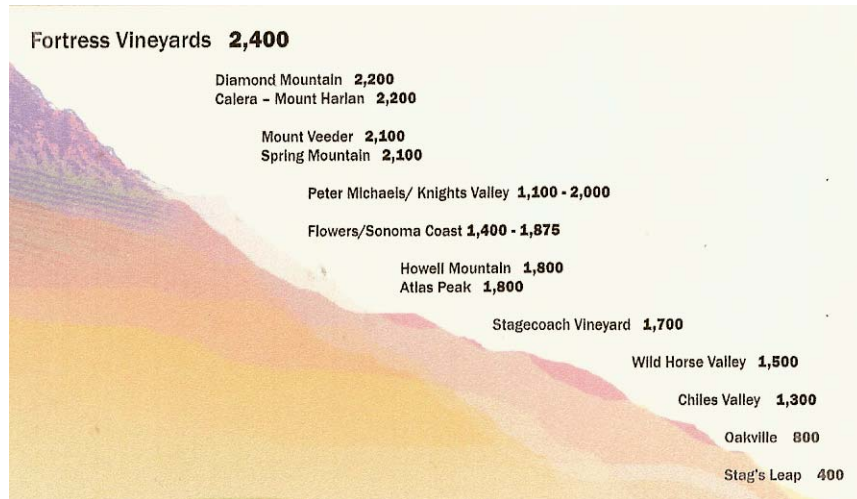 Fortress Vineyards 2,400
Diamond Mountain 2,200
Calera – Mount Harlan 2,200
Mount Veeder 2,100
Spring Mountain 2,100
Peter Michaels/ Knights Valley 1,100 - 2,000
Flowers/Sonoma Coast 1,400 - 1,875
Howell Mountain 1,800
Atlas Peak 1,800
Stagecoach Vineyard 1,700
Wild Horse Valley 1,500
Chiles Valley 1,300
Oakville 800
Stag's Leap 400